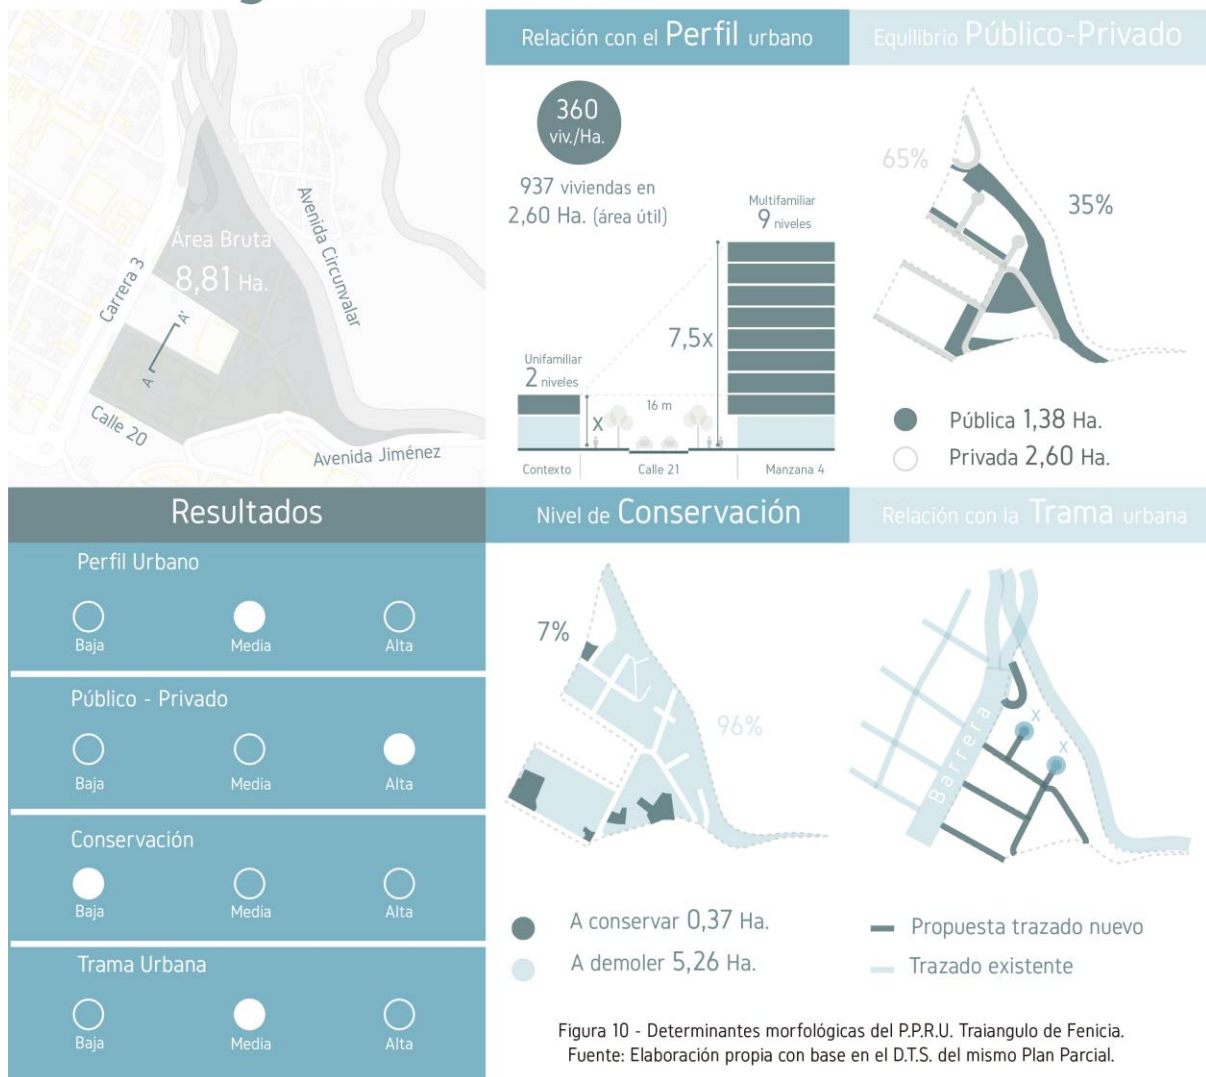 Área Bruta
8,81 Ha.
Carrera 3
Avenida Circunvalar
A'
A
Calle 20
Avenida Jiménez
Relación con el Perfil urbano
360
viv./Ha.
937 viviendas en
2,60 Ha. (área útil)
Multifamiliar
9 niveles
7,5x
Unifamiliar
2 niveles
16 m
X
Contexto
Calle 21
Manzana 4
Equilibrio Público-Privado
65%
35%
Pública 1,38 Ha.
Privada 2,60 Ha.
Resultados
Perfil Urbano
Baja
Media
Alta
Público - Privado
Baja
Media
Alta
Conservación
Baja
Media
Alta
Trama Urbana
Baja
Media
Alta
Nivel de Conservación
7%
96%
A conservar 0,37 Ha.
A demoler 5,26 Ha.
Relación con la Trama urbana
Barrera
X
X
Propuesta trazado nuevo
Trazado existente
Figura 10 - Determinantes morfológicas del P.P.R.U. Traiangulo de Fenicia.
Fuente: Elaboración propia con base en el D.T.S. del mismo Plan Parcial.